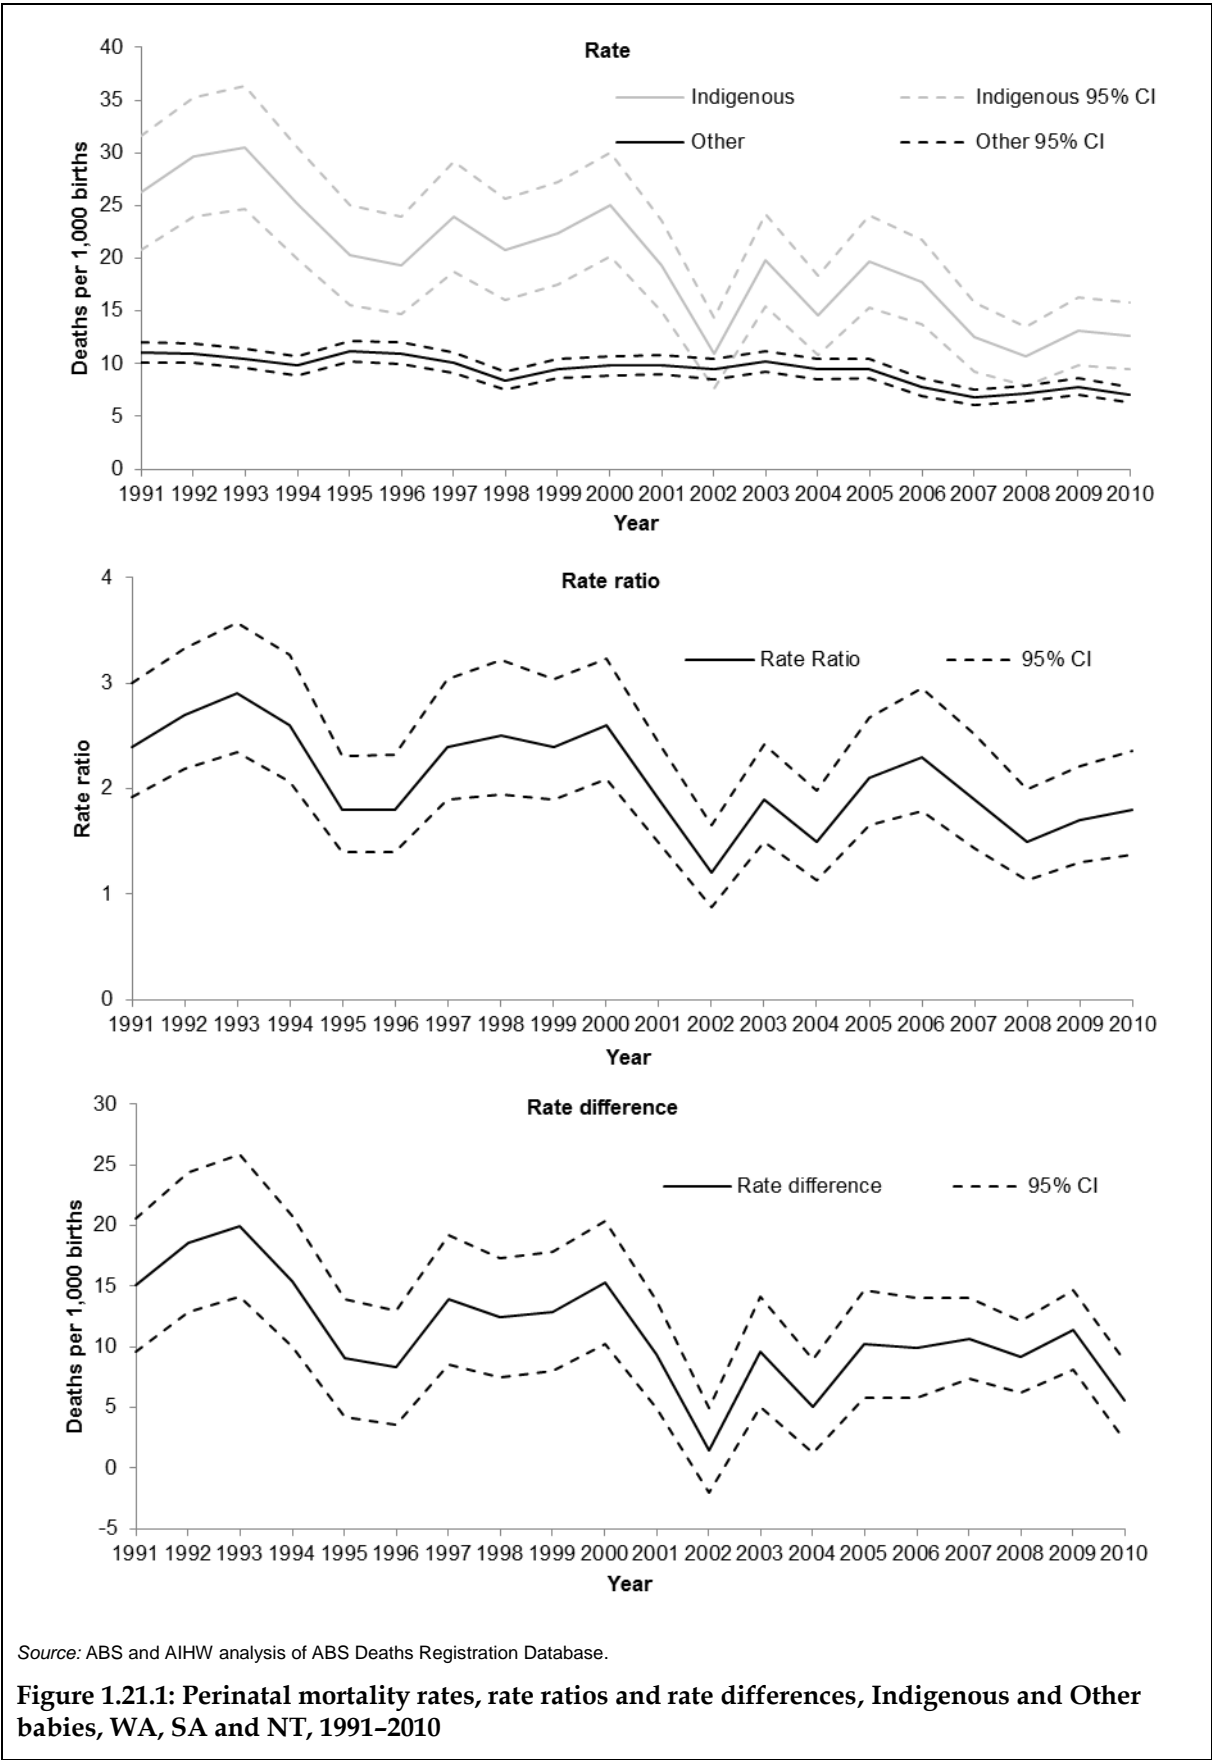 Rate
40
35
30
25
20
15
10
5
0
Deaths per 1,000 births
Indigenous
Indigenous 95% CI
Other
Other 95% CI
1991 1992 1993 1994 1995 1996 1997 1998 1999 2000 2001 2002 2003 2004 2005 2006 2007 2008 2009 2010
Year
Rate ratio
4
3
2
1
0
Rate ratio
Rate Ratio
95% CI
1991 1992 1993 1994 1995 1996 1997 1998 1999 2000 2001 2002 2003 2004 2005 2006 2007 2008 2009 2010
Year
Rate difference
30
25
20
15
10
5
0
-5
Deaths per 1,000 births
Rate difference
95% CI
1991 1992 1993 1994 1995 1996 1997 1998 1999 2000 2001 2002 2003 2004 2005 2006 2007 2008 2009 2010
Year
Source: ABS and AIHW analysis of ABS Deaths Registration Database.
Figure 1.21.1: Perinatal mortality rates, rate ratios and rate differences, Indigenous and Other
babies, WA, SA and NT, 1991–2010